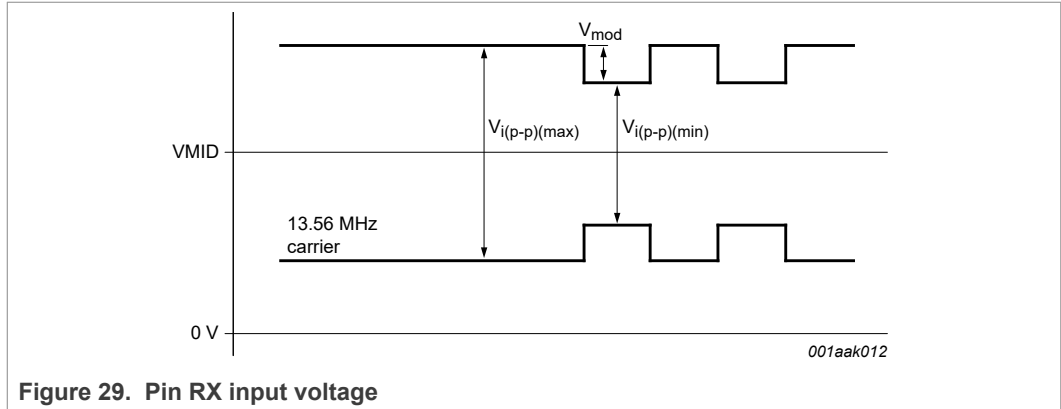 Vmod
Vi(p-p)(max)
Vi(p-p)(min)
VMID
13.56 MHz
carrier
0 V
001aak012
Figure 29. Pin RX input voltage